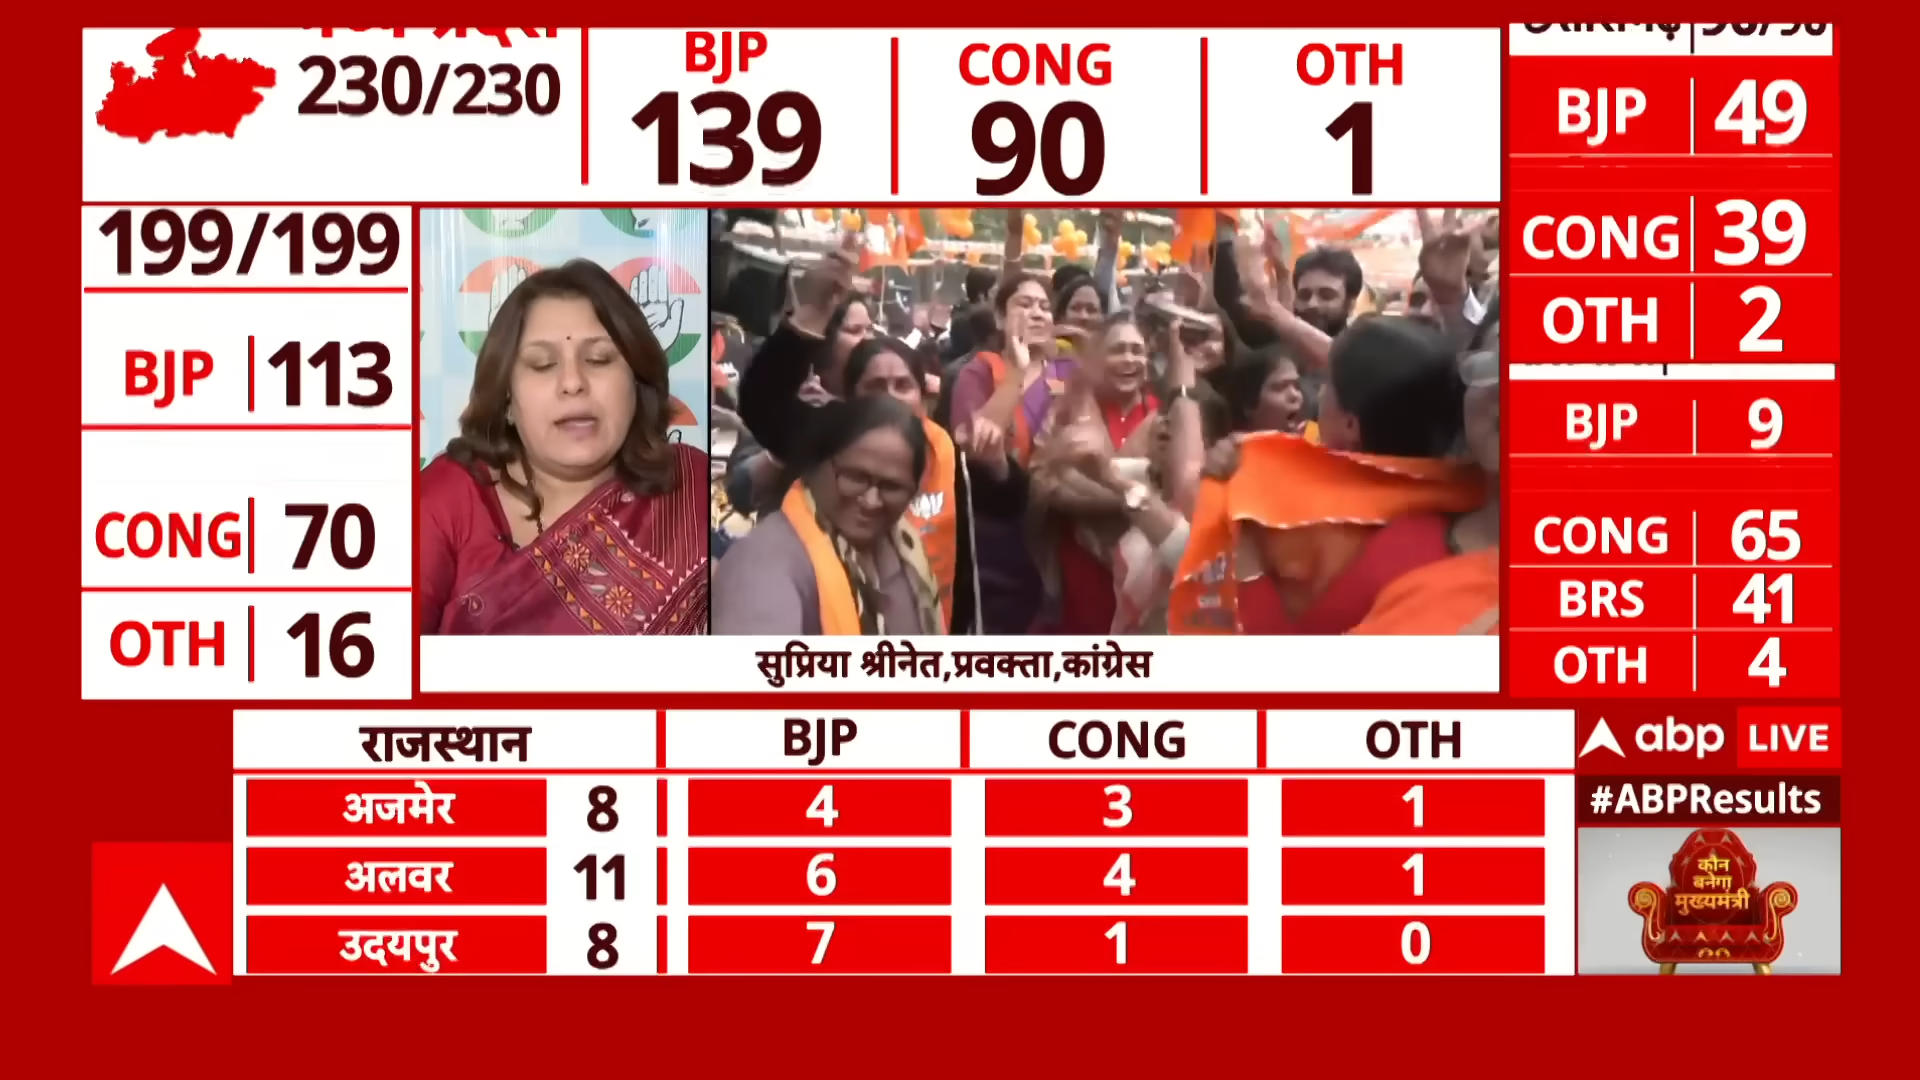 230/230
BJP
CONG
OTH
139
90
1
199/199
BJP 113
CONG 70
OTH 16
BJP 49
CONG 39
OTH 2
BJP 9
CONG 65
BRS 41
OTH 4
सुप्रिया श्रीनेत,प्रवक्ता,कांग्रेस
राजस्थान BJP CONG OTH
अजमेर 8 4 3 1
अलवर 11 6 4 1
उदयपुर 8 7 1 0
abp LIVE
#ABPResults
कौन
बनेगा
मुख्यमंत्री